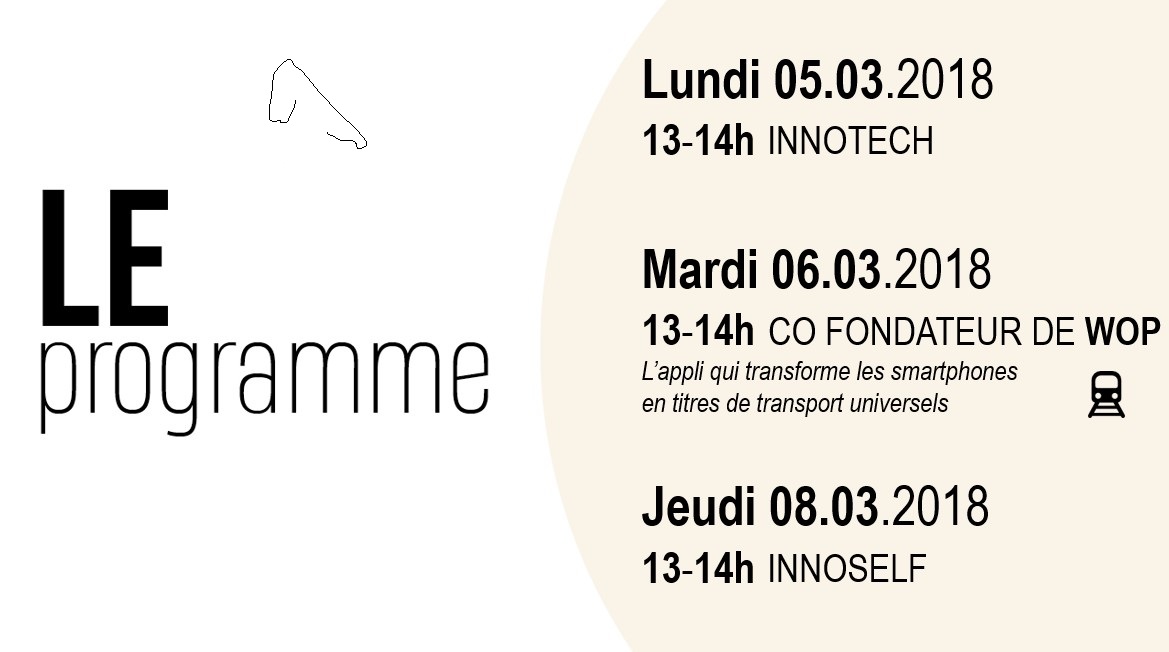 LE
programme
Lundi 05.03.2018
13-14h INNOTECH
Mardi 06.03.2018
13-14h CO FONDATEUR DE WOP
L'appli qui transforme les smartphones
en titres de transport universels
Jeudi 08.03.2018
13-14h INNOSELF